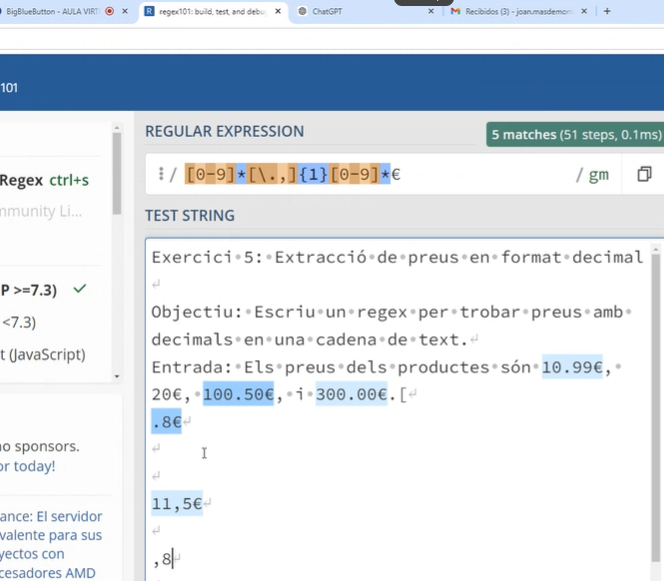 BigBlueButton - AULA VIRT
regex101: build, test, and debu
ChatGPT
Recibidos (3) - joan.masdemon
101
REGULAR EXPRESSION
5 matches (51 steps, 0.1ms)
Regex ctrl+s
/ [0-9]*[\.,]{1}[0-9]*€ / gm
mmunity Li...
TEST STRING
Exercici 5: Extracció de preus en format decimal
P >=7.3)
<7.3)
Objectiu: Escriu un regex per trobar preus amb
decimals en una cadena de text.
t (JavaScript)
Entrada: Els preus dels productes són 10.99€,
20€, 100.50€, i 300.00€.[
.8€
no sponsors.
or today!
11,5€
ance: El servidor
valente para sus
yectos con
cesadores AMD
,8